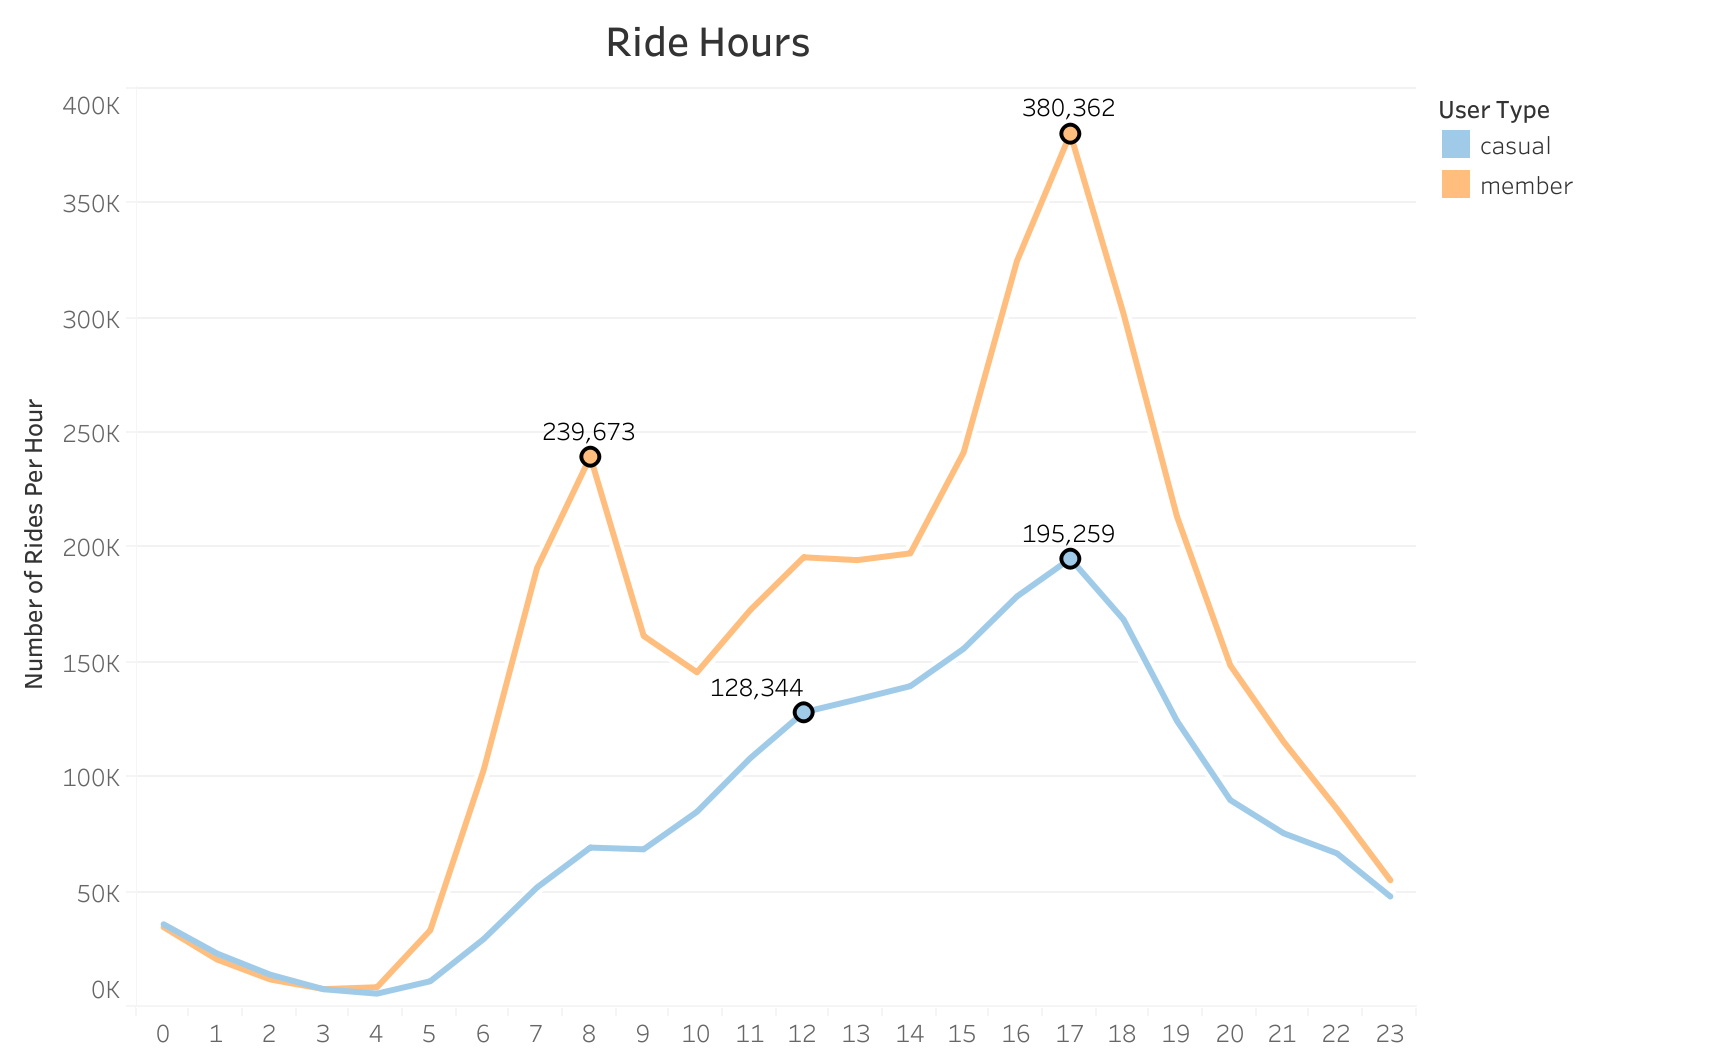 Ride Hours
400K
350K
300K
250K
200K
150K
100K
50K
0K
Number of Rides Per Hour
380,362
239,673
195,259
128,344
0 1 2 3 4 5 6 7 8 9 10 11 12 13 14 15 16 17 18 19 20 21 22 23
User Type
casual
member